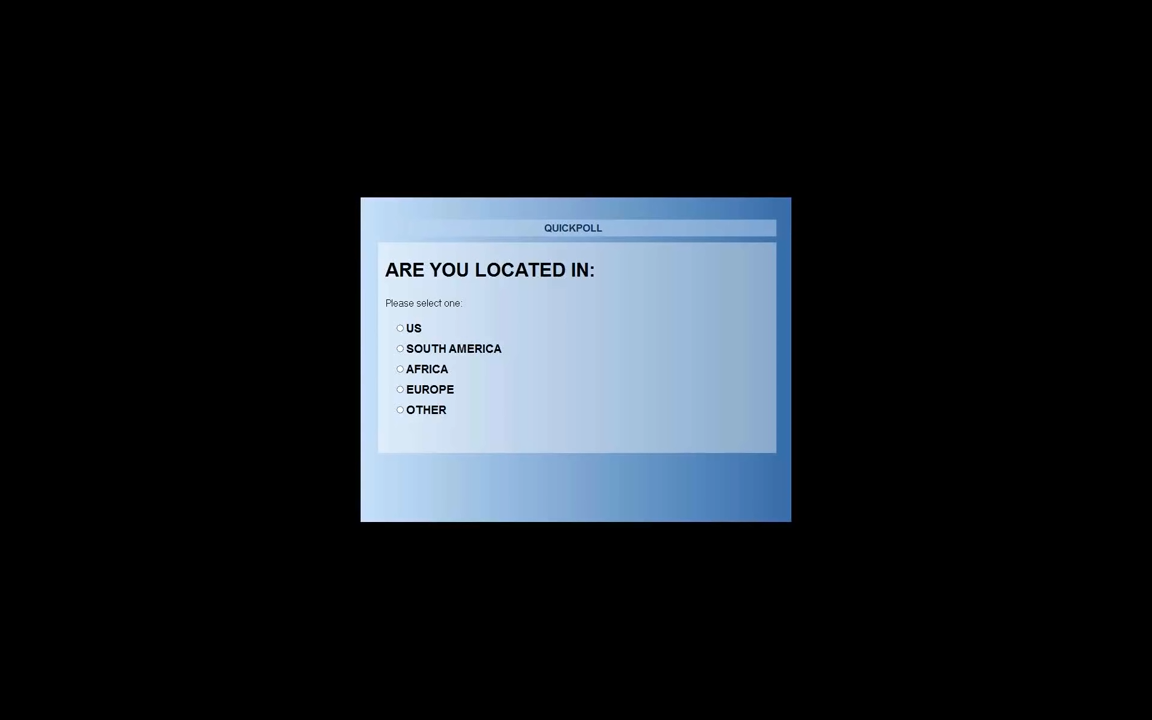 QUICKPOLL
ARE YOU LOCATED IN:
Please select one:
US
SOUTH AMERICA
AFRICA
EUROPE
OTHER